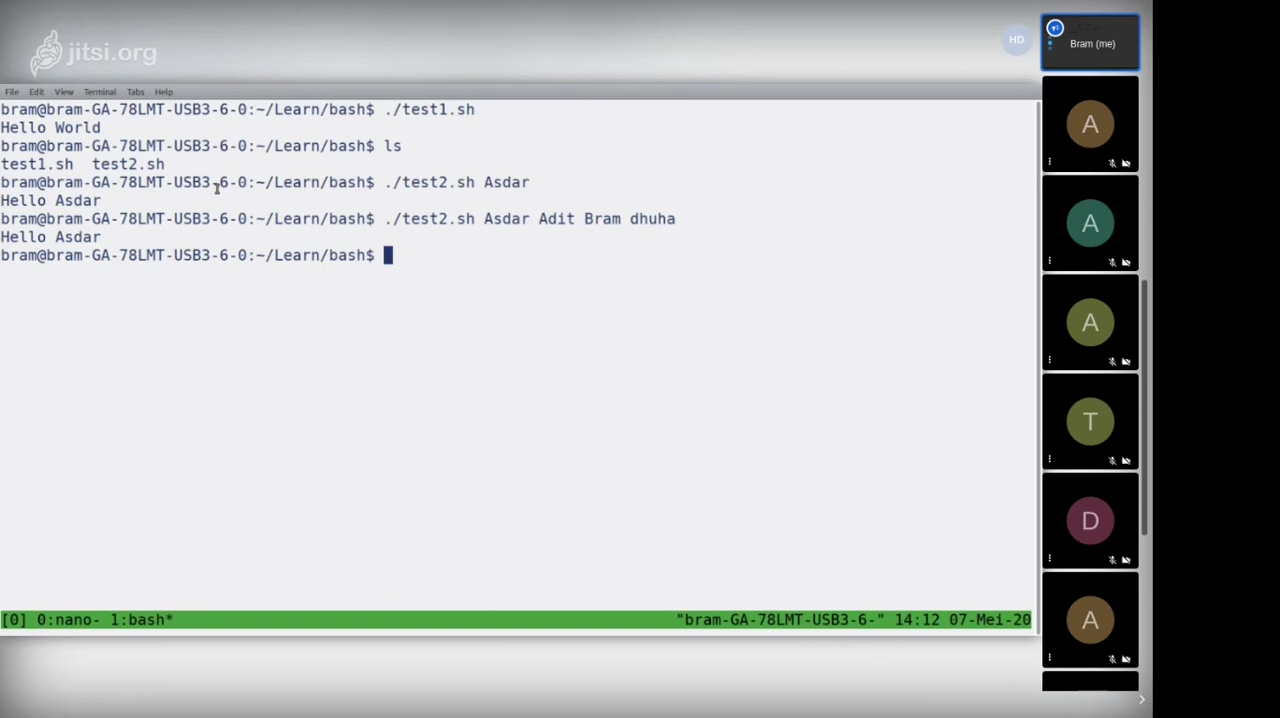 jitsi.org
HD
Bram (me)
File Edit View Terminal Tabs Help
bram@bram-GA-78LMT-USB3-6-0:~/Learn/bash$ ./test1.sh
Hello World
bram@bram-GA-78LMT-USB3-6-0:~/Learn/bash$ ls
test1.sh  test2.sh
bram@bram-GA-78LMT-USB3-6-0:~/Learn/bash$ ./test2.sh Asdar
Hello Asdar
bram@bram-GA-78LMT-USB3-6-0:~/Learn/bash$ ./test2.sh Asdar Adit Bram dhuha
Hello Asdar
bram@bram-GA-78LMT-USB3-6-0:~/Learn/bash$
[0] 0:nano- 1:bash* "bram-GA-78LMT-USB3-6-" 14:12 07-Mei-20
A
A
A
T
D
A